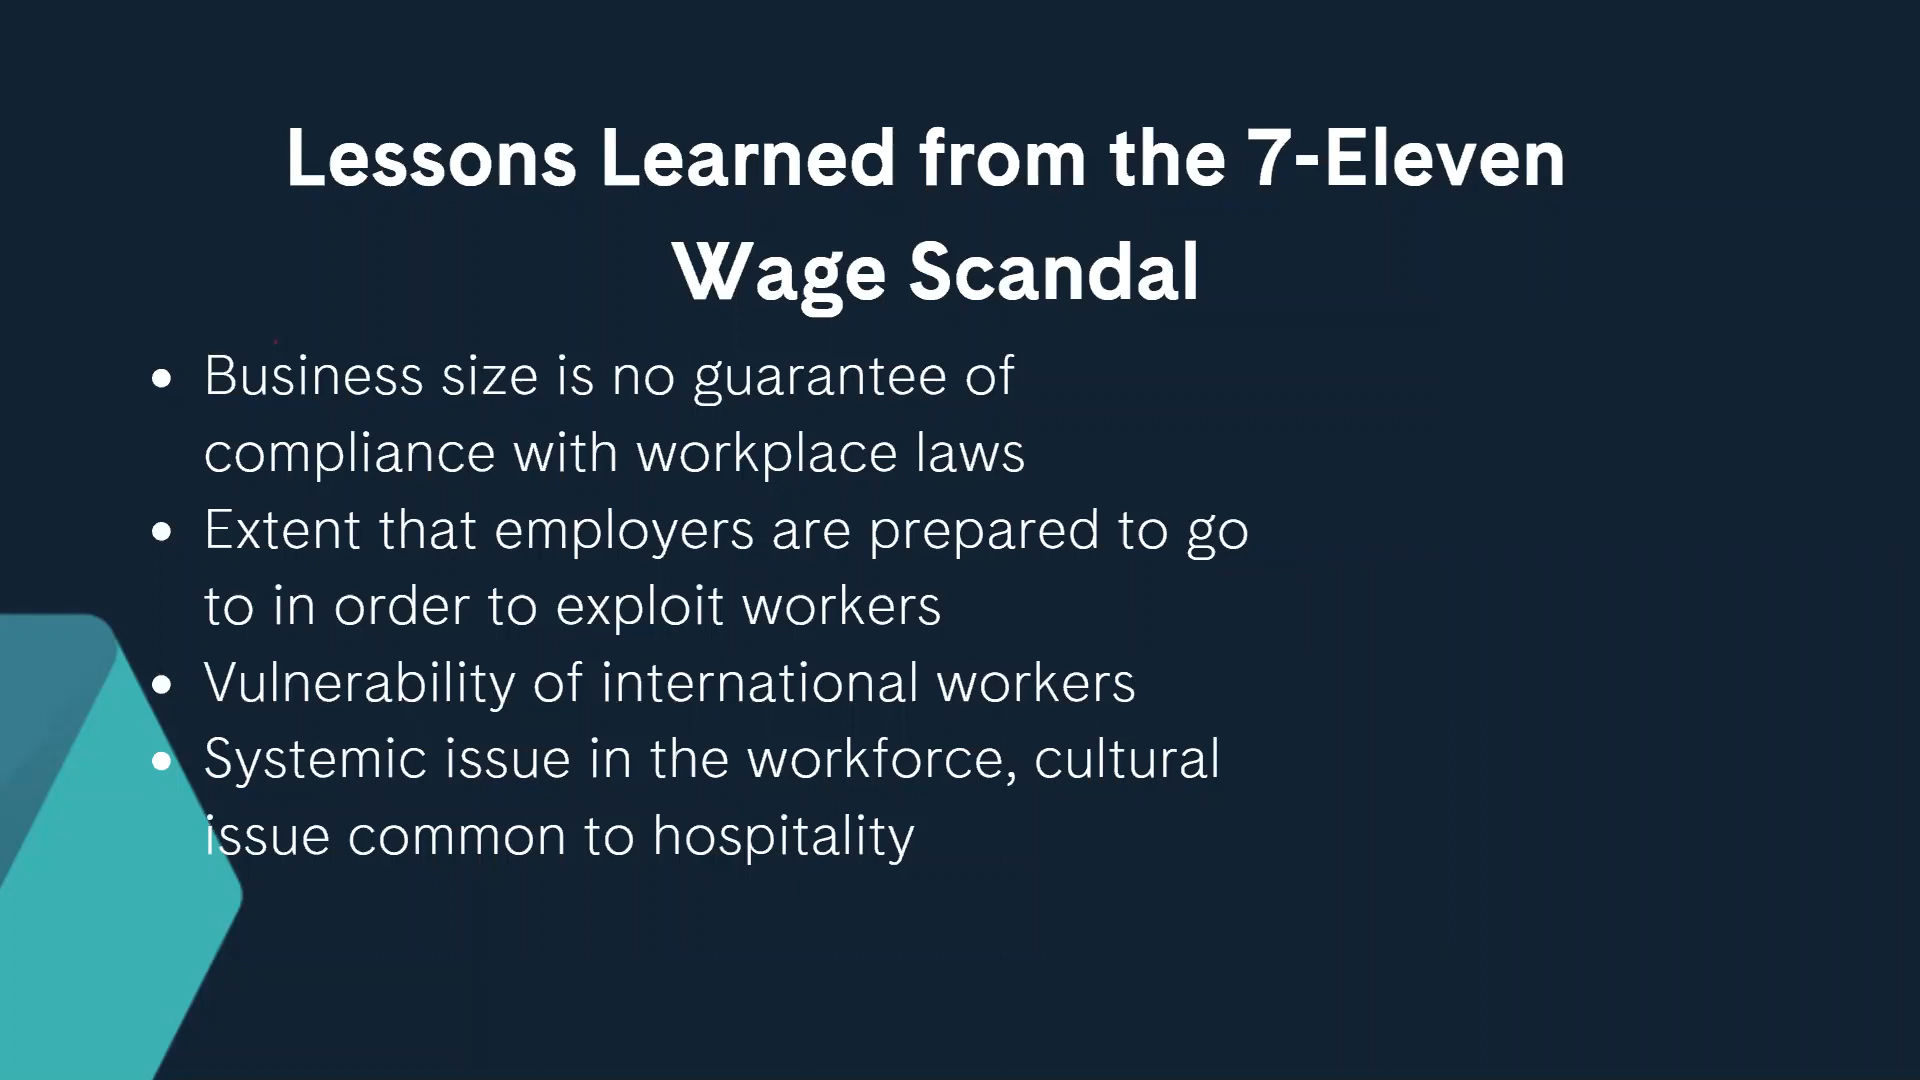 Lessons Learned from the 7-Eleven
Wage Scandal
• Business size is no guarantee of
compliance with workplace laws
• Extent that employers are prepared to go
to in order to exploit workers
• Vulnerability of international workers
• Systemic issue in the workforce, cultural
issue common to hospitality